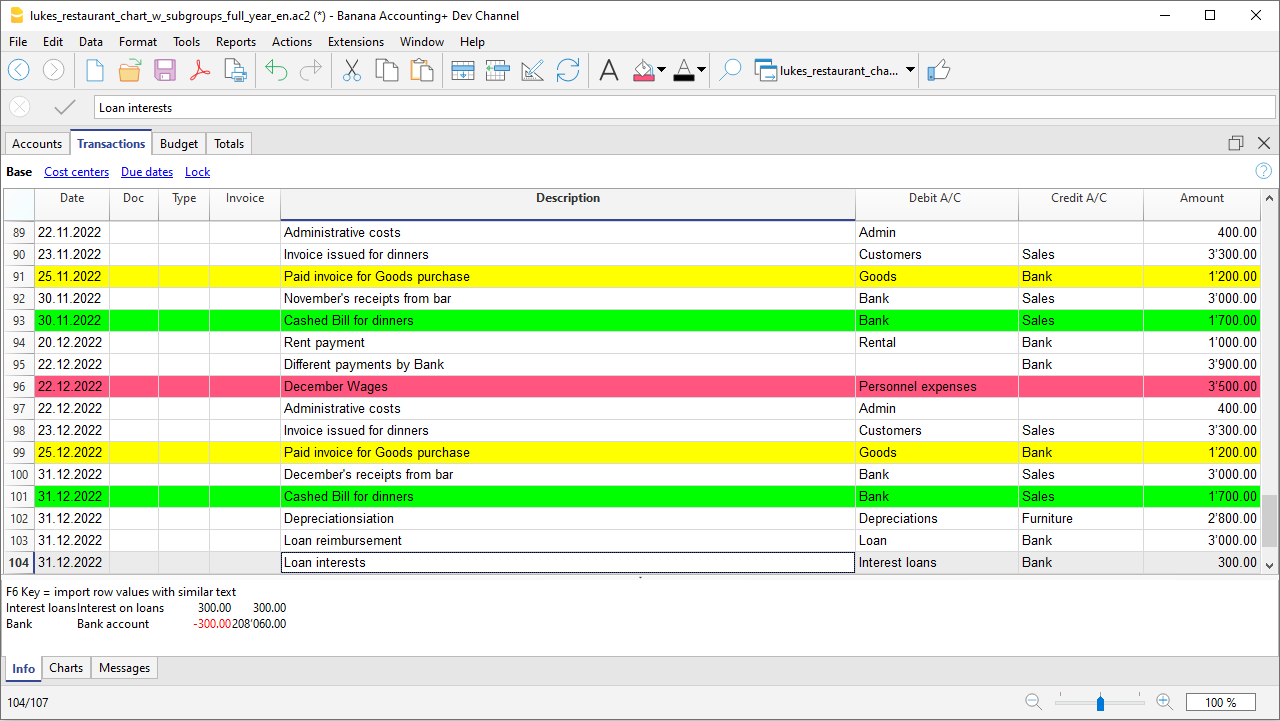 lukes_restaurant_chart_w_subgroups_full_year_en.ac2 (*) - Banana Accounting+ Dev Channel
File Edit Data Format Tools Reports Actions Extensions Window Help
lukes_restaurant_cha...
Loan interests
Accounts Transactions Budget Totals
Base Cost centers Due dates Lock
Date Doc Type Invoice Description Debit A/C Credit A/C Amount
89 22.11.2022 Administrative costs Admin 400.00
90 23.11.2022 Invoice issued for dinners Customers Sales 3'300.00
91 25.11.2022 Paid invoice for Goods purchase Goods Bank 1'200.00
92 30.11.2022 November's receipts from bar Bank Sales 3'000.00
93 30.11.2022 Cashed Bill for dinners Bank Sales 1'700.00
94 20.12.2022 Rent payment Rental Bank 1'000.00
95 22.12.2022 Different payments by Bank Bank 3'900.00
96 22.12.2022 December Wages Personnel expenses 3'500.00
97 22.12.2022 Administrative costs Admin 400.00
98 23.12.2022 Invoice issued for dinners Customers Sales 3'300.00
99 25.12.2022 Paid invoice for Goods purchase Goods Bank 1'200.00
100 31.12.2022 December's receipts from bar Bank Sales 3'000.00
101 31.12.2022 Cashed Bill for dinners Bank Sales 1'700.00
102 31.12.2022 Depreciationsiation Depreciations Furniture 2'800.00
103 31.12.2022 Loan reimbursement Loan Bank 3'000.00
104 31.12.2022 Loan interests Interest loans Bank 300.00
F6 Key = import row values with similar text
Interest loans Interest on loans 300.00 300.00
Bank Bank account -300.00 208'060.00
Info Charts Messages
104/107 100 %